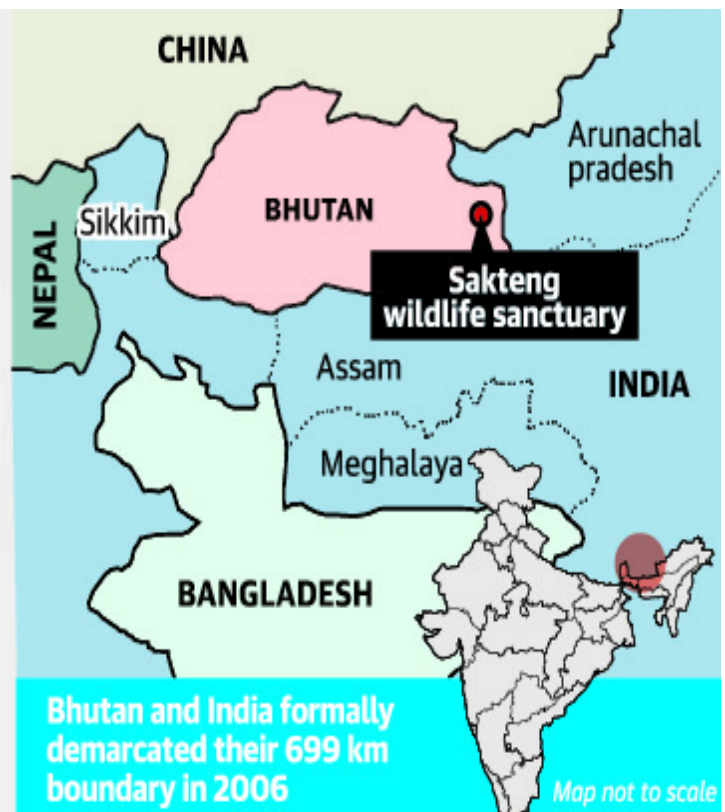 CHINA
Arunachal
pradesh
Sikkim
BHUTAN
NEPAL
Sakteng
wildlife sanctuary
Assam
INDIA
Meghalaya
BANGLADESH
Bhutan and India formally
demarcated their 699 km
boundary in 2006
Map not to scale